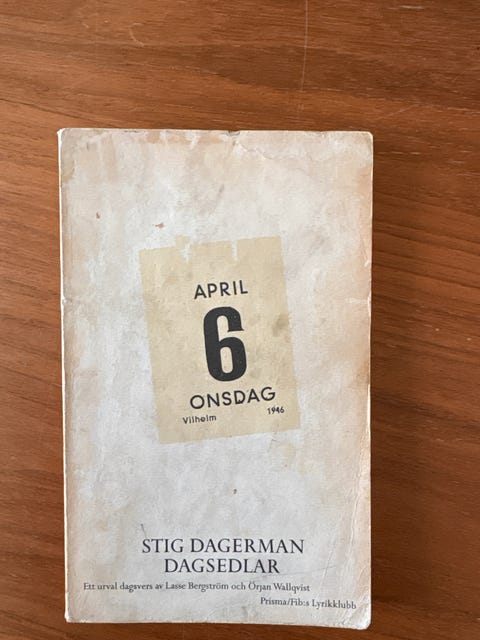 APRIL
6
ONSDAG
Vilhelm 1946
STIG DAGERMAN
DAGSEDLAR
Ett urval dagsvers av Lasse Bergström och Örjan Wallqvist
Prisma/Fib:s Lyrikklubb